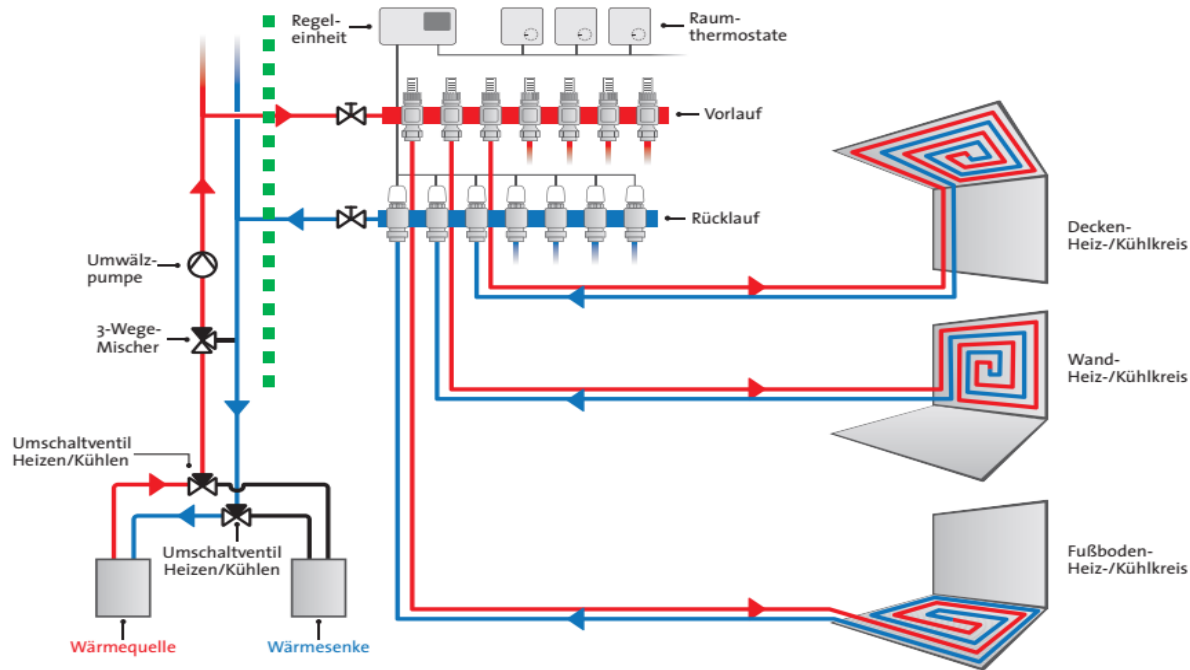 Regel-
einheit
Raum-
thermostate
Vorlauf
Rücklauf
Decken-
Heiz-/Kühlkreis
Umwälz-
pumpe
3-Wege-
Mischer
Wand-
Heiz-/Kühlkreis
Umschaltventil
Heizen/Kühlen
Umschaltventil
Heizen/Kühlen
Fußboden-
Heiz-/Kühlkreis
Wärmequelle
Wärmesenke